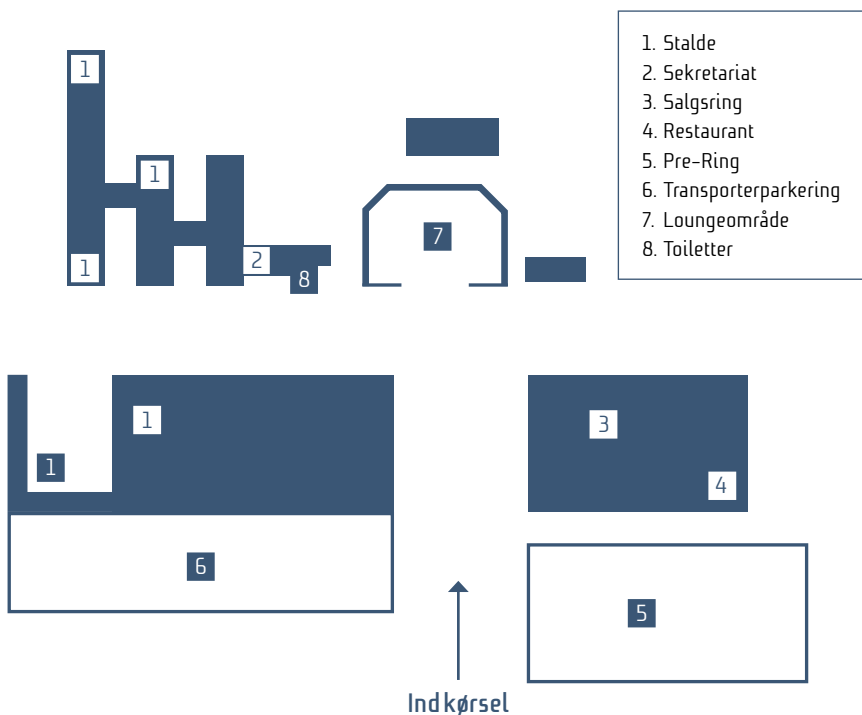 1. Stalde
2. Sekretariat
3. Salgsring
4. Restaurant
5. Pre-Ring
6. Transporterparkering
7. Loungeområde
8. Toiletter
1
1
7
1
2
8
1
3
1
4
6
5
Indkørsel